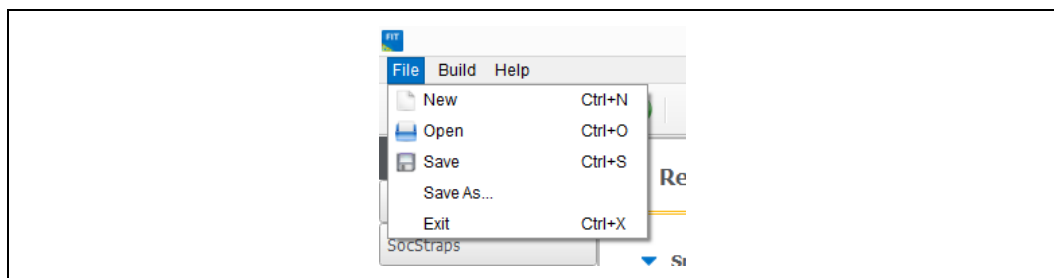 FIT
File Build Help
New Ctrl+N
Open Ctrl+O
Save Ctrl+S
Save As...
Exit Ctrl+X
SocStraps